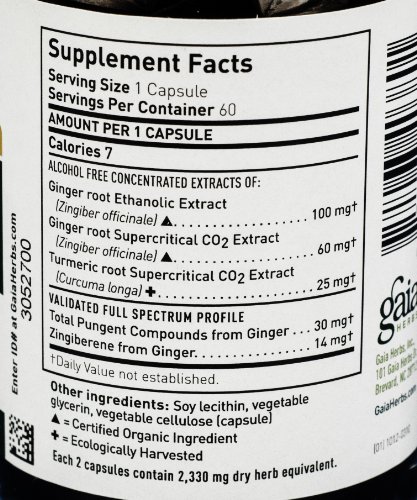 Supplement Facts
Serving Size 1 Capsule
Servings Per Container 60
AMOUNT PER 1 CAPSULE
Calories 7
ALCOHOL FREE CONCENTRATED EXTRACTS OF:
Ginger root Ethanolic Extract
(Zingiber officinale) ▲ . . . . . . . . . . . . . . . . . . 100 mg†
Ginger root Supercritical CO2 Extract
(Zingiber officinale) ▲ . . . . . . . . . . . . . . . . . . . 60 mg†
Turmeric root Supercritical CO2 Extract
(Curcuma longa) ✚ . . . . . . . . . . . . . . . . . . . . . . 25 mg†
VALIDATED FULL SPECTRUM PROFILE
Total Pungent Compounds from Ginger . . . 30 mg†
Zingiberene from Ginger. . . . . . . . . . . . . . . . 14 mg†
†Daily Value not established.
Other ingredients: Soy lecithin, vegetable
glycerin, vegetable cellulose (capsule)
▲ = Certified Organic Ingredient
✚ = Ecologically Harvested
Each 2 capsules contain 2,330 mg dry herb equivalent.
Enter ID# at GaiaHerbs.com
3052700
gaia
HERBS
Gaia Herbs, Inc.
101 Gaia Herbs
Brevard, NC
GaiaHerbs.com